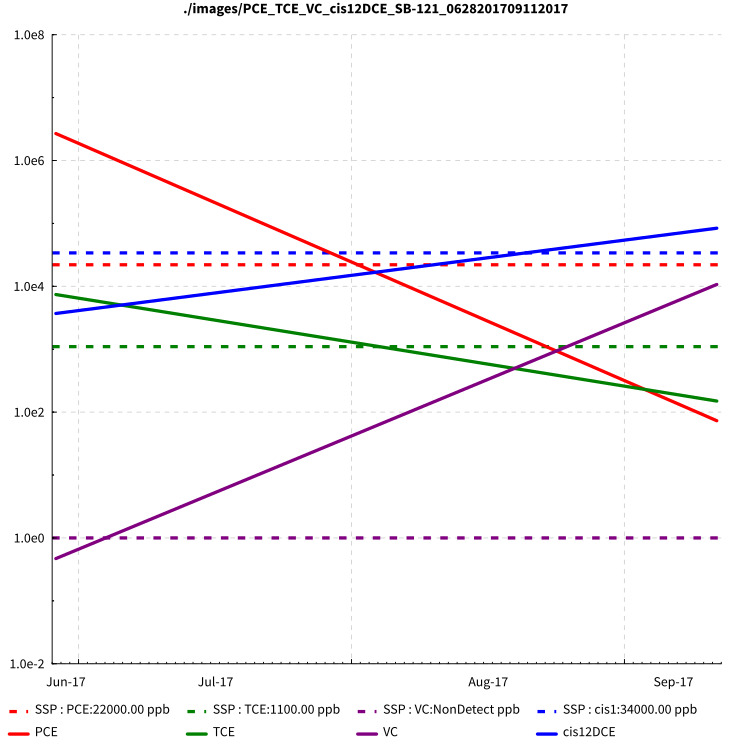 ./images/PCE_TCE_VC_cis12DCE_SB-121_0628201709112017
1.0e8
1.0e6
1.0e4
1.0e2
1.0e0
1.0e-2
Jun-17 Jul-17 Aug-17 Sep-17
SSP : PCE:22000.00 ppb SSP : TCE:1100.00 ppb SSP : VC:NonDetect ppb SSP : cis1:34000.00 ppb
PCE TCE VC cis12DCE